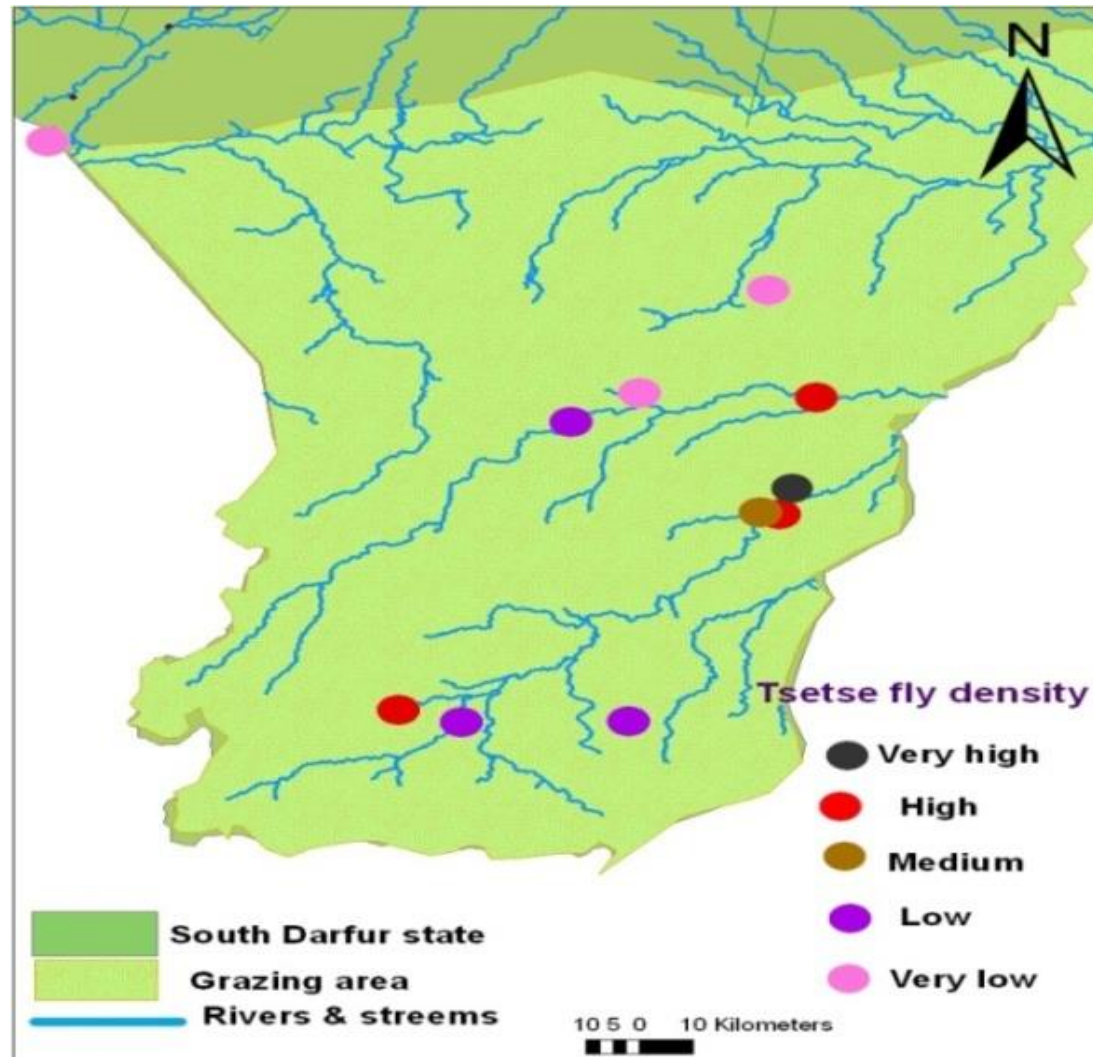 N
Tsetse fly density
Very high
High
Medium
Low
Very low
South Darfur state
Grazing area
Rivers & streems
10 5 0 10 Kilometers